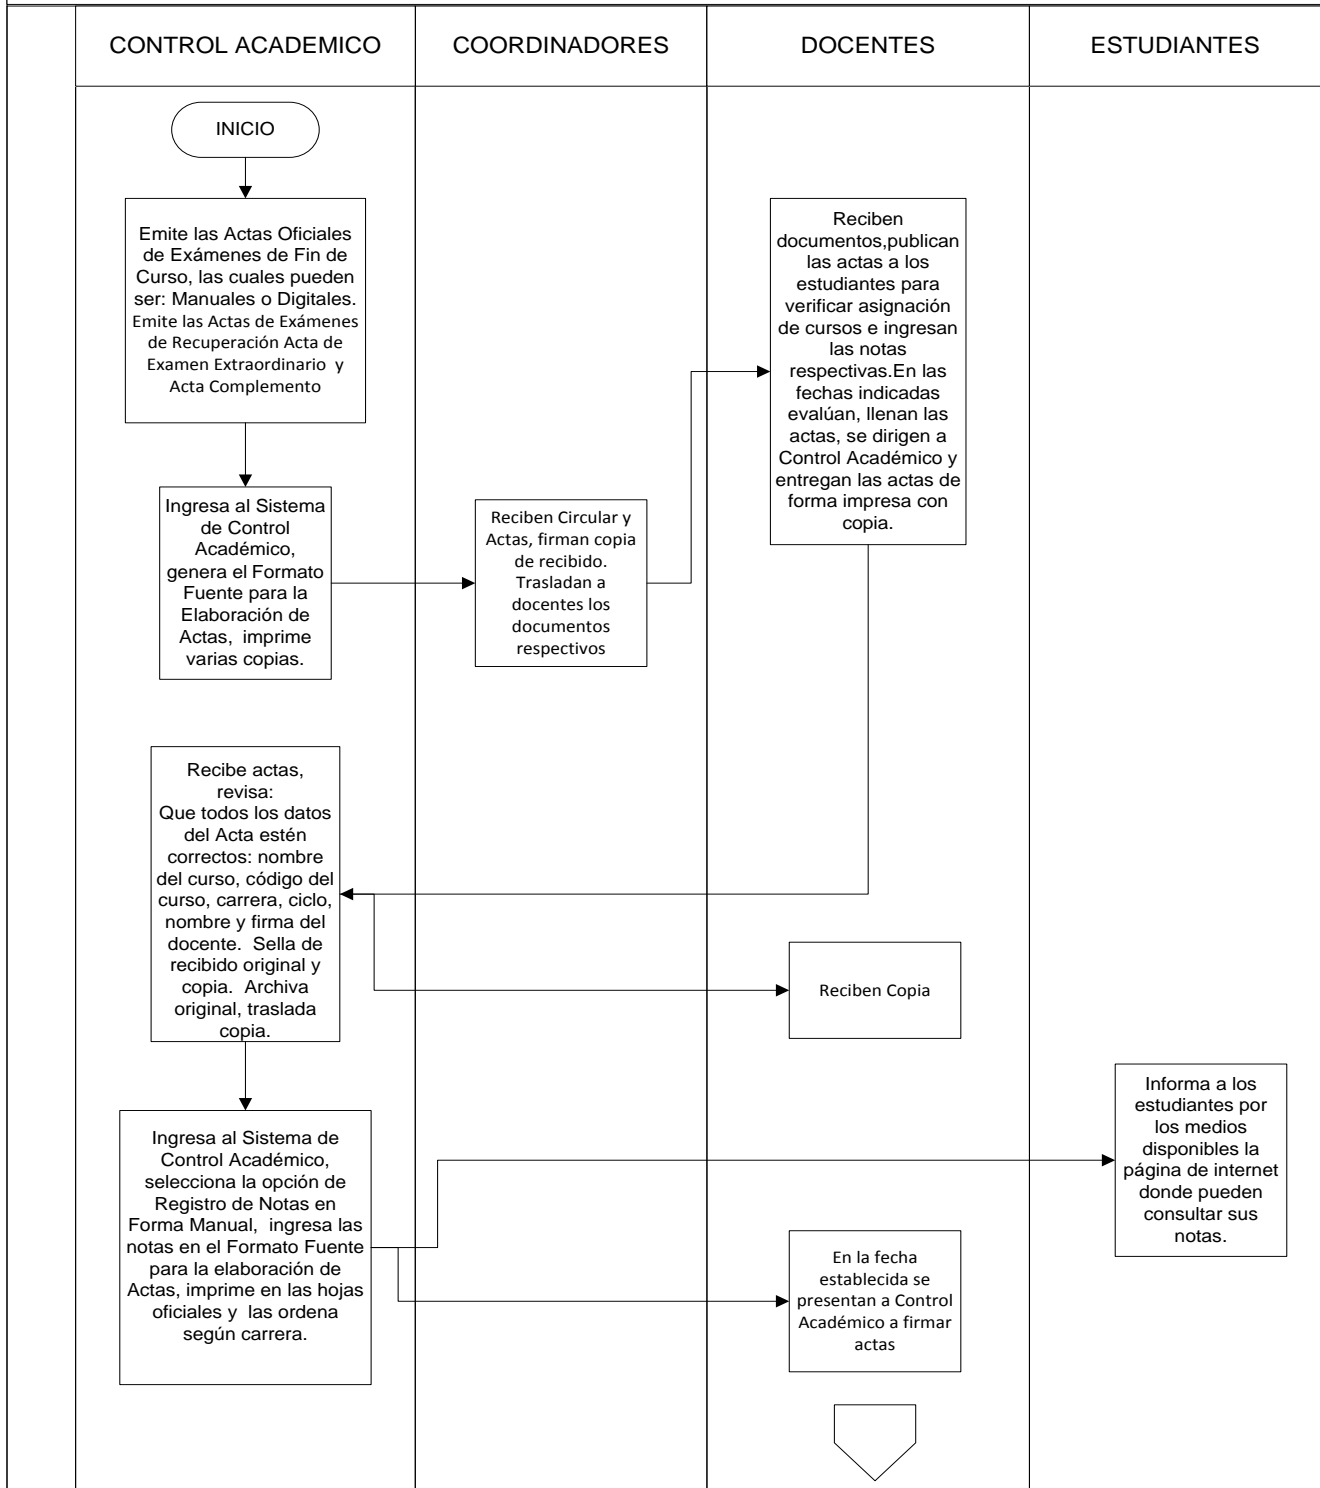 CONTROL ACADEMICO
COORDINADORES
DOCENTES
ESTUDIANTES
INICIO
Emite las Actas Oficiales
de Exámenes de Fin de
Curso, las cuales pueden
ser: Manuales o Digitales.
Emite las Actas de Exámenes
de Recuperación Acta de
Examen Extraordinario  y
Acta Complemento
Ingresa al Sistema
de Control
Académico,
genera el Formato
Fuente para la
Elaboración de
Actas,  imprime
varias copias.
Reciben Circular y
Actas, firman copia
de recibido.
Trasladan a
docentes los
documentos
respectivos
Reciben
documentos,publican
las actas a los
estudiantes para
verificar asignación
de cursos e ingresan
las notas
respectivas.En las
fechas indicadas
evalúan, llenan las
actas, se dirigen a
Control Académico y
entregan las actas de
forma impresa con
copia.
Recibe actas,
revisa:
Que todos los datos
del Acta estén
correctos: nombre
del curso, código del
curso, carrera, ciclo,
nombre y firma del
docente.  Sella de
recibido original y
copia.  Archiva
original, traslada
copia.
Reciben Copia
Ingresa al Sistema de
Control Académico,
selecciona la opción de
Registro de Notas en
Forma Manual,  ingresa las
notas en el Formato Fuente
para la elaboración de
Actas, imprime en las hojas
oficiales y  las ordena
según carrera.
Informa a los
estudiantes por
los medios
disponibles la
página de internet
donde pueden
consultar sus
notas.
En la fecha
establecida se
presentan a Control
Académico a firmar
actas